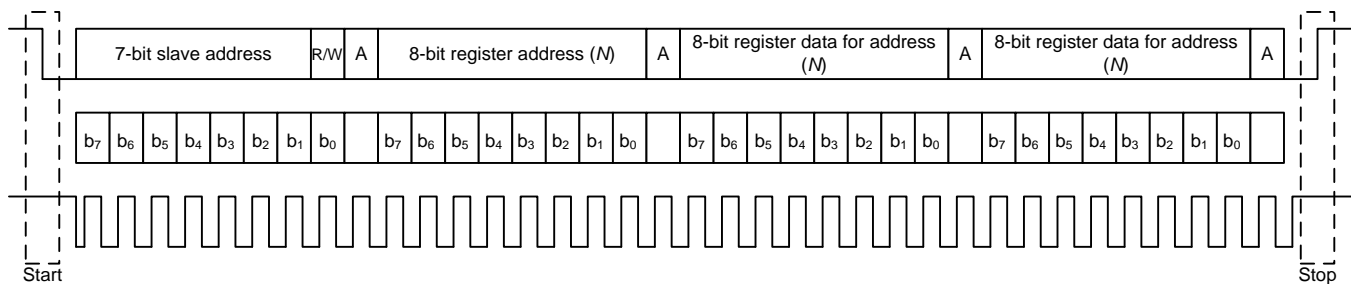 7-bit slave address R/W A 8-bit register address (N) A 8-bit register data for address (N) A 8-bit register data for address (N) A
b7 b6 b5 b4 b3 b2 b1 b0 b7 b6 b5 b4 b3 b2 b1 b0 b7 b6 b5 b4 b3 b2 b1 b0 b7 b6 b5 b4 b3 b2 b1 b0
Start Stop